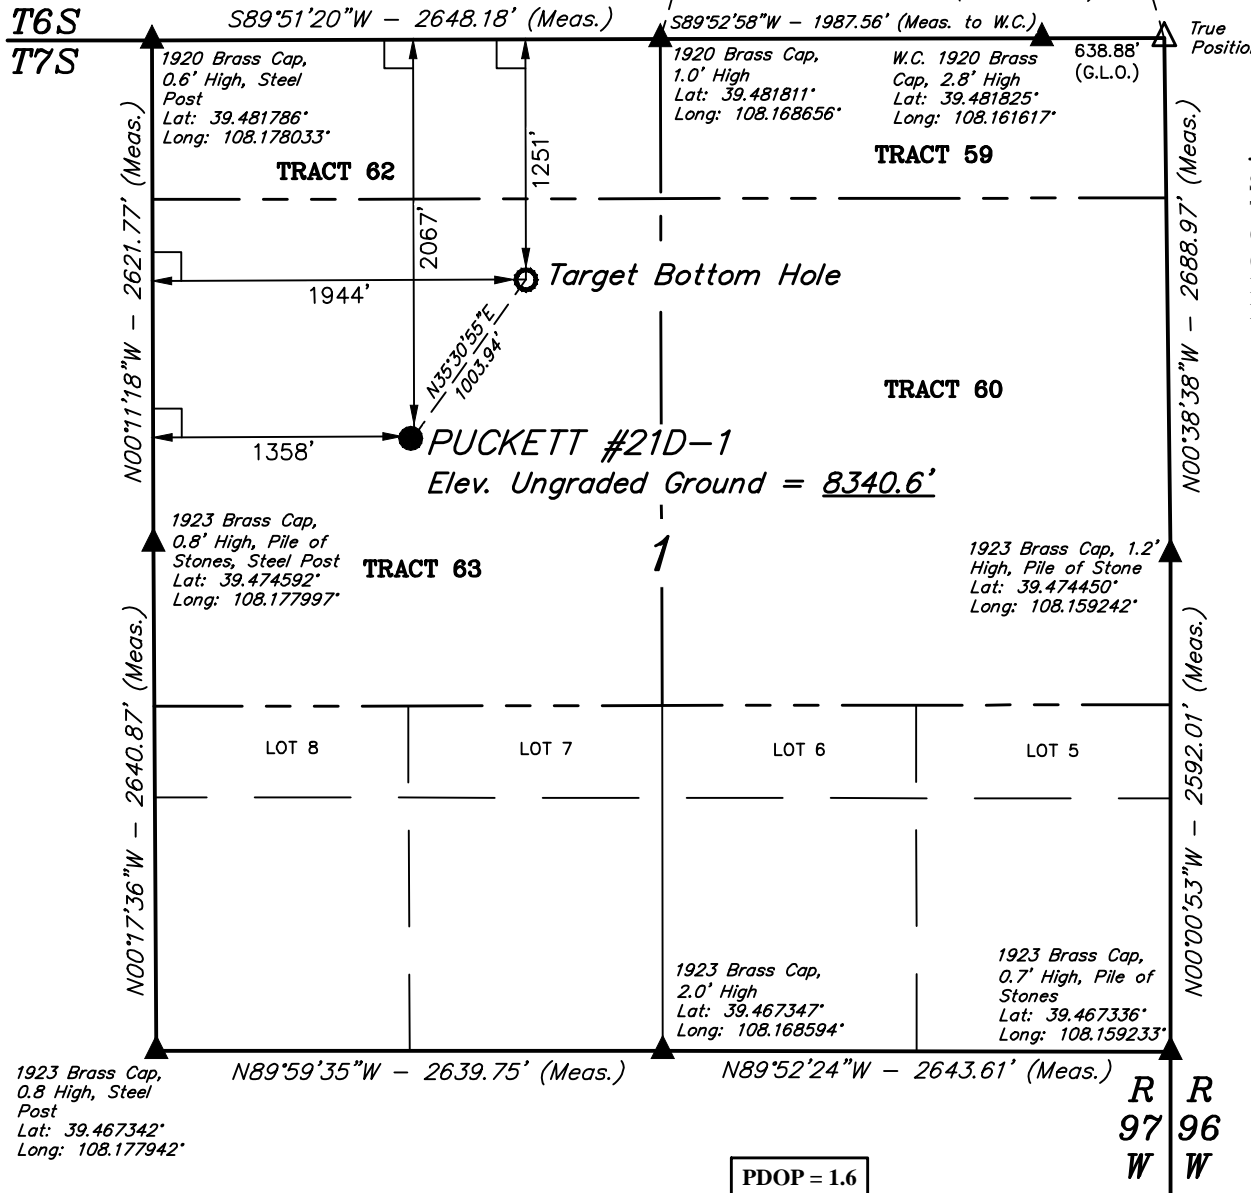 T6S
T7S
S89°51'20"W - 2648.18' (Meas.)
S89°52'58"W - 1987.56' (Meas. to W.C.)
True
Position
638.88'
(G.L.O.)
1920 Brass Cap,
0.6' High, Steel
Post
Lat: 39.481786°
Long: 108.178033°
1920 Brass Cap,
1.0' High
Lat: 39.481811°
Long: 108.168656°
W.C. 1920 Brass
Cap, 2.8' High
Lat: 39.481825°
Long: 108.161617°
TRACT 62
TRACT 59
1251'
2067'
N00°11'18"W - 2621.77' (Meas.)
N00°38'38"W - 2688.97' (Meas.)
Target Bottom Hole
1944'
N35°30'55"E
1003.94'
TRACT 60
1358'
PUCKETT #21D-1
Elev. Ungraded Ground = 8340.6'
1923 Brass Cap,
0.8' High, Pile of
Stones, Steel Post
Lat: 39.474592°
Long: 108.177997°
TRACT 63
1
1923 Brass Cap, 1.2'
High, Pile of Stone
Lat: 39.474450°
Long: 108.159242°
N00°17'36"W - 2640.87' (Meas.)
N00°00'53"W - 2592.01' (Meas.)
LOT 8
LOT 7
LOT 6
LOT 5
1923 Brass Cap,
2.0' High
Lat: 39.467347°
Long: 108.168594°
1923 Brass Cap,
0.7' High, Pile of
Stones
Lat: 39.467336°
Long: 108.159233°
1923 Brass Cap,
0.8 High, Steel
Post
Lat: 39.467342°
Long: 108.177942°
N89°59'35"W - 2639.75' (Meas.)
N89°52'24"W - 2643.61' (Meas.)
R R
97 96
W W
PDOP = 1.6